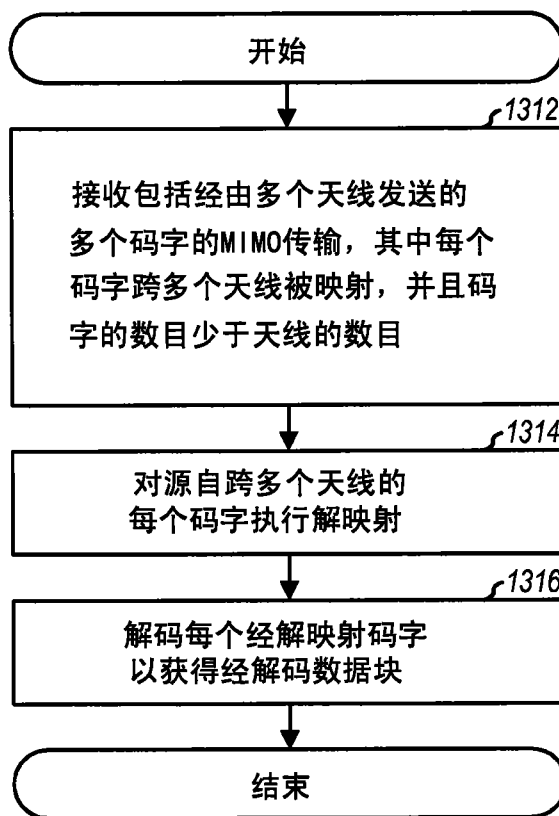 开始
1312
接收包括经由多个天线发送的
多个码字的MIMO传输，其中每个
码字跨多个天线被映射，并且码
字的数目少于天线的数目
1314
对源自跨多个天线的
每个码字执行解映射
1316
解码每个经解映射码字
以获得经解码数据块
结束